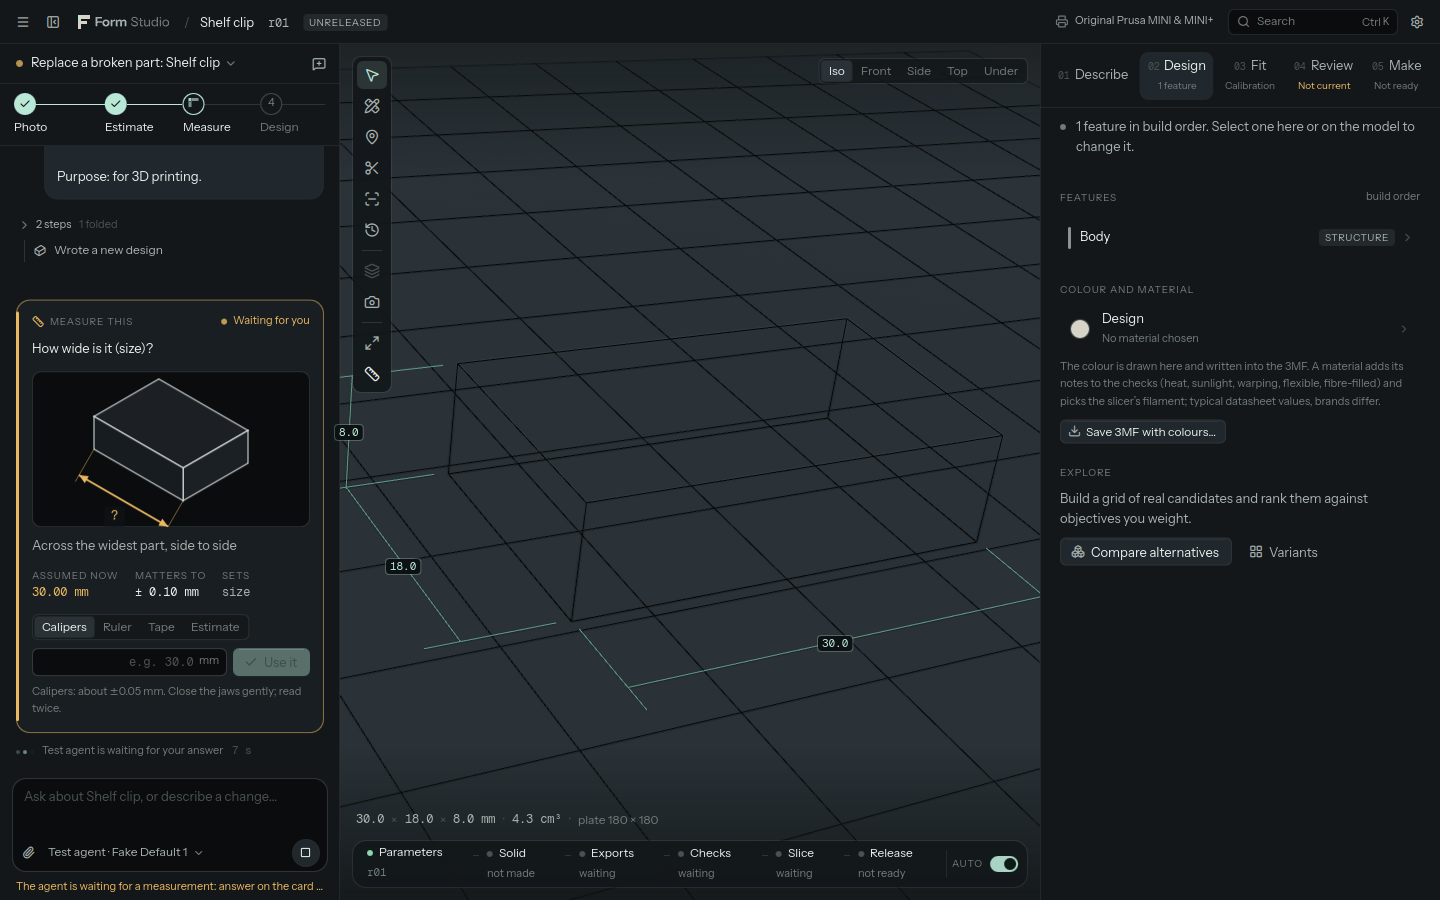 Form Studio / Shelf clip r01 UNRELEASED
Original Prusa MINI & MINI+
Search Ctrl K
Replace a broken part: Shelf clip
4
Photo Estimate Measure Design
Purpose: for 3D printing.
2 steps 1 folded
Wrote a new design
MEASURE THIS
Waiting for you
How wide is it (size)?
?
Across the widest part, side to side
ASSUMED NOW MATTERS TO SETS
30.00 mm ± 0.10 mm size
Calipers Ruler Tape Estimate
e.g. 30.0 mm
Use it
Calipers: about ±0.05 mm. Close the jaws gently; read
twice.
Test agent is waiting for your answer 7 s
Ask about Shelf clip, or describe a change...
Test agent · Fake Default 1
The agent is waiting for a measurement: answer on the card ...
Iso Front Side Top Under
8.0
18.0
30.0
30.0 × 18.0 × 8.0 mm · 4.3 cm³ · plate 180 × 180
Parameters Solid Exports Checks Slice Release
r01 not made waiting waiting waiting not ready
AUTO
01 Describe 02 Design 03 Fit 04 Review 05 Make
1 feature Calibration Not current Not ready
1 feature in build order. Select one here or on the model to
change it.
FEATURES build order
Body STRUCTURE
COLOUR AND MATERIAL
Design
No material chosen
The colour is drawn here and written into the 3MF. A material adds its
notes to the checks (heat, sunlight, warping, flexible, fibre-filled) and
picks the slicer's filament; typical datasheet values, brands differ.
Save 3MF with colours...
EXPLORE
Build a grid of real candidates and rank them against
objectives you weight.
Compare alternatives Variants